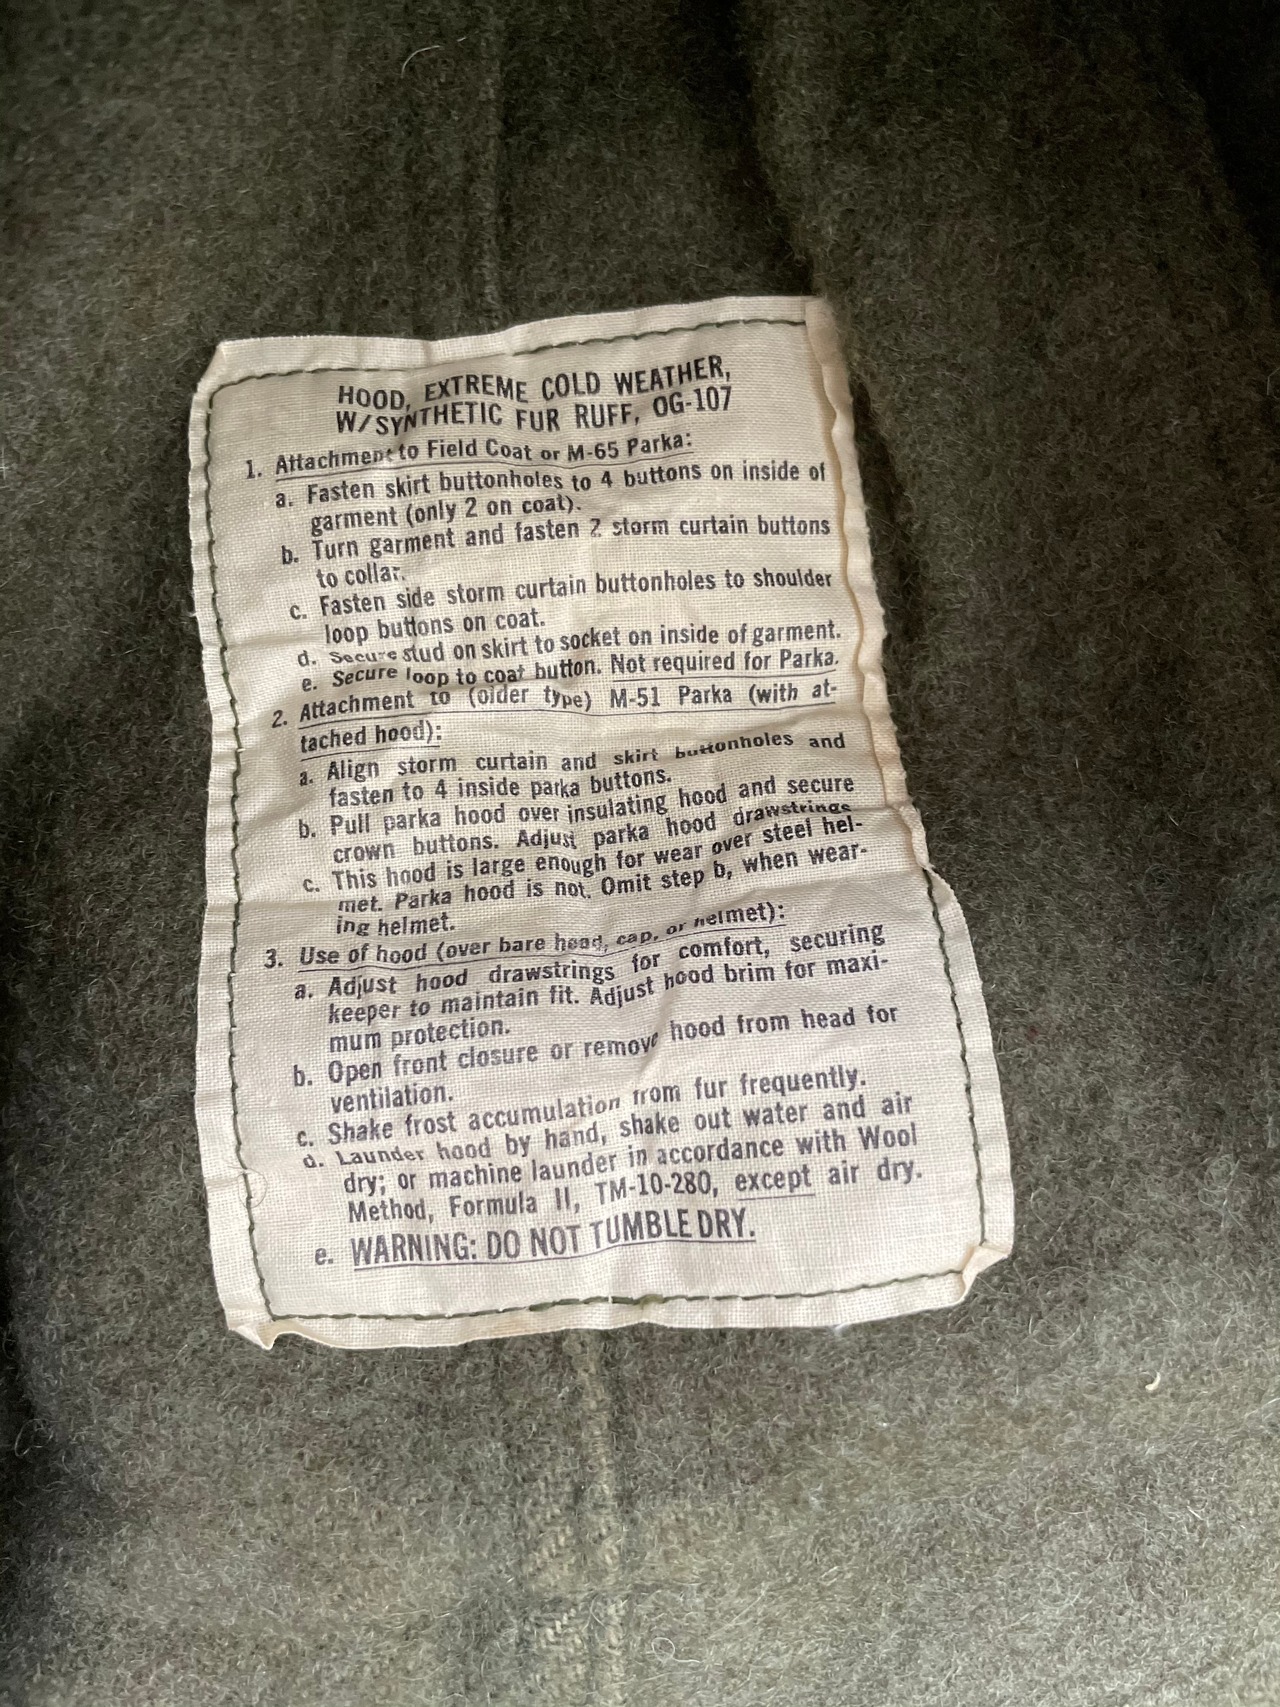 HOOD, EXTREME COLD WEATHER,
W/SYNTHETIC FUR RUFF, OG-107
1. Attachment to Field Coat or M-65 Parka:
a. Fasten skirt buttonholes to 4 buttons on inside of
garment (only 2 on coat).
b. Turn garment and fasten 2 storm curtain buttons
to collar.
c. Fasten side storm curtain buttonholes to shoulder
loop buttons on coat.
d. Secure stud on skirt to socket on inside of garment.
e. Secure loop to coat button. Not required for Parka.
2. Attachment to (older type) M-51 Parka (with at-
tached hood):
a. Align storm curtain and skirt buttonholes and
fasten to 4 inside parka buttons.
b. Pull parka hood over insulating hood and secure
crown buttons. Adjust parka hood drawstrings
c. This hood is large enough for wear over steel hel-
met. Parka hood is not. Omit step b, when wear-
ing helmet.
3. Use of hood (over bare head, cap, or helmet):
a. Adjust hood drawstrings for comfort, securing
keeper to maintain fit. Adjust hood brim for maxi-
mum protection.
b. Open front closure or remove hood from head for
ventilation.
c. Shake frost accumulation from fur frequently.
d. Launder hood by hand, shake out water and air
dry; or machine launder in accordance with Wool
Method, Formula II, TM-10-280, except air dry.
e. WARNING: DO NOT TUMBLE DRY.